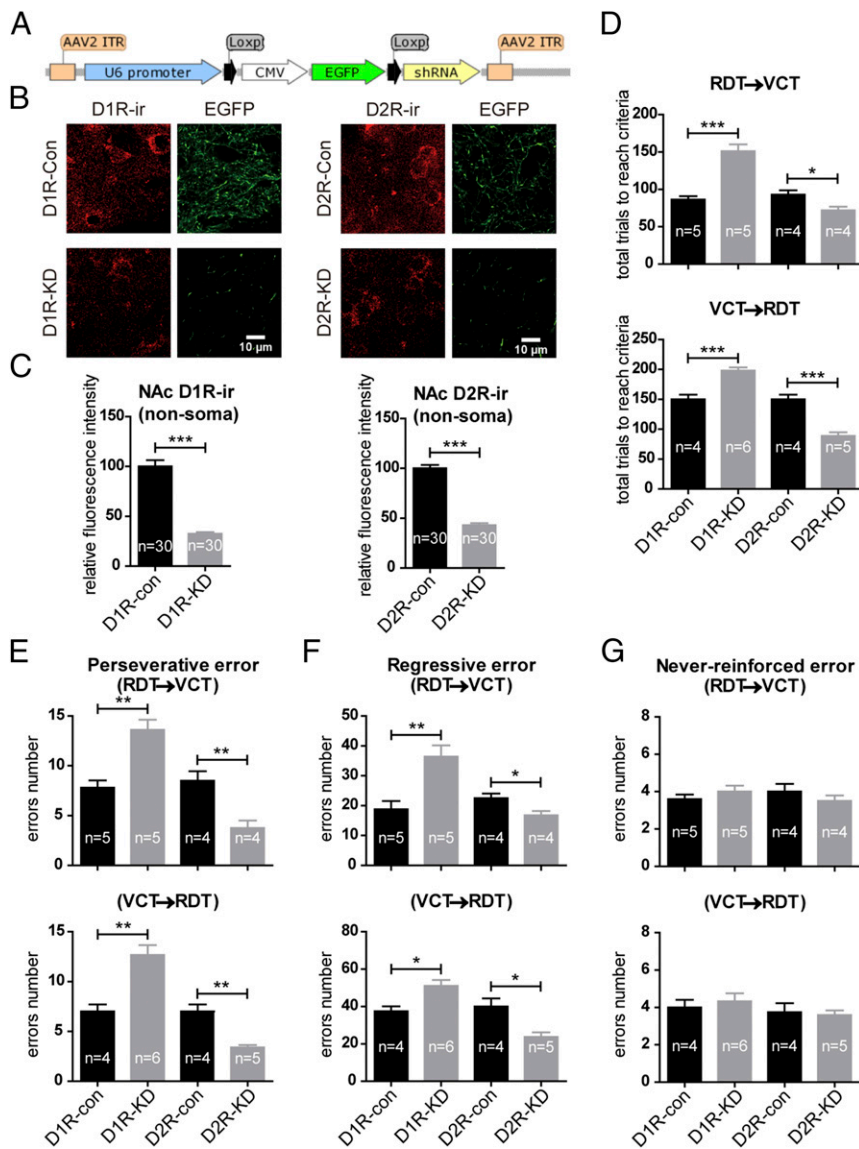 A
AAV2 ITR
Loxp
Loxp
AAV2 ITR
U6 promoter
CMV
EGFP
shRNA
B
D1R-ir
EGFP
D2R-ir
EGFP
D1R-Con
D2R-Con
D1R-KD
D2R-KD
10 µm
10 µm
C
NAc D1R-ir
(non-soma)
relative fluorescence intensity
150
100
50
0
***
n=30
n=30
D1R-con
D1R-KD
NAc D2R-ir
(non-soma)
relative fluorescence intensity
150
100
50
0
***
n=30
n=30
D2R-con
D2R-KD
D
RDT→VCT
total trials to reach criteria
200
150
100
50
0
***
*
n=5
n=5
n=4
n=4
VCT→RDT
total trials to reach criteria
250
200
150
100
50
0
***
***
n=4
n=6
n=4
n=5
D1R-con
D1R-KD
D2R-con
D2R-KD
E
Perseverative error
(RDT→VCT)
errors number
15
10
5
0
**
**
n=5
n=5
n=4
n=4
(VCT→RDT)
errors number
15
10
5
0
**
**
n=4
n=6
n=4
n=5
D1R-con
D1R-KD
D2R-con
D2R-KD
F
Regressive error
(RDT→VCT)
errors number
50
40
30
20
10
0
**
*
n=5
n=5
n=4
n=4
(VCT→RDT)
errors number
80
60
40
20
0
*
*
n=4
n=6
n=4
n=5
D1R-con
D1R-KD
D2R-con
D2R-KD
G
Never-reinforced error
(RDT→VCT)
errors number
8
6
4
2
0
n=5
n=5
n=4
n=4
(VCT→RDT)
errors number
8
6
4
2
0
n=4
n=6
n=4
n=5
D1R-con
D1R-KD
D2R-con
D2R-KD